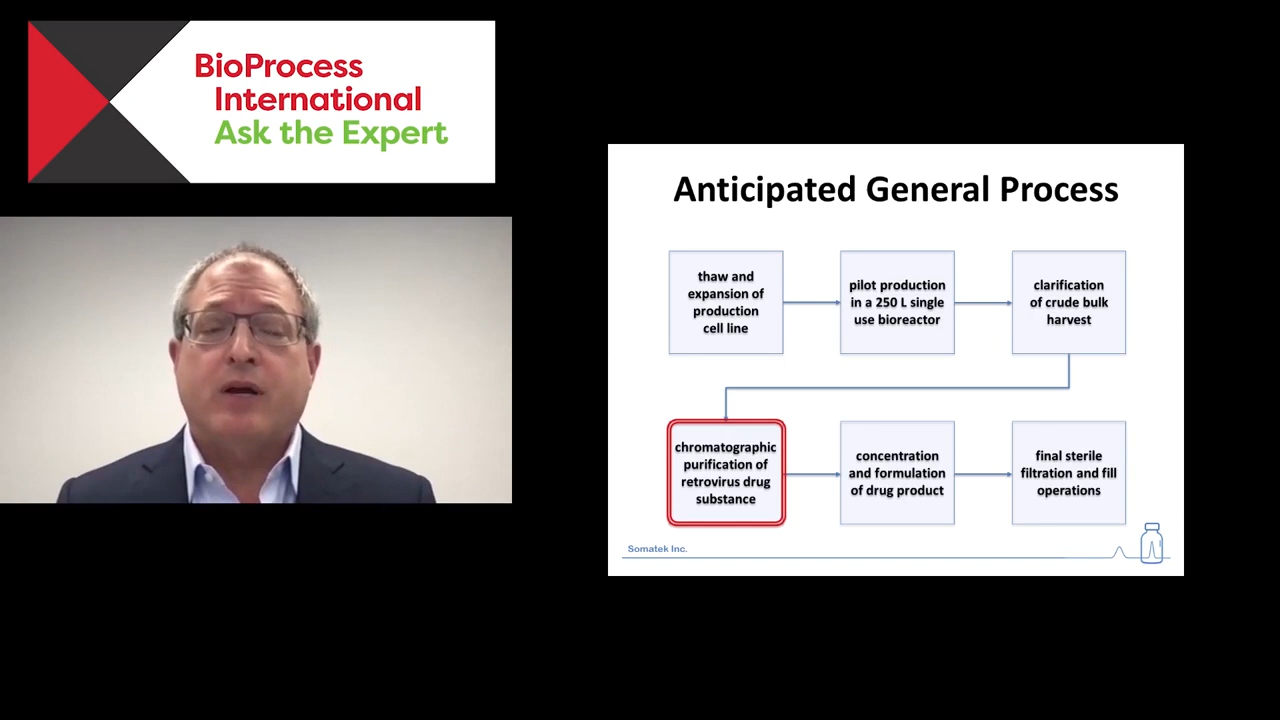 BioProcess
International
Ask the Expert
Anticipated General Process
thaw and
expansion of
production
cell line
pilot production
in a 250 L single
use bioreactor
clarification
of crude bulk
harvest
chromatographic
purification of
retrovirus drug
substance
concentration
and formulation
of drug product
final sterile
filtration and fill
operations
Somatek Inc.